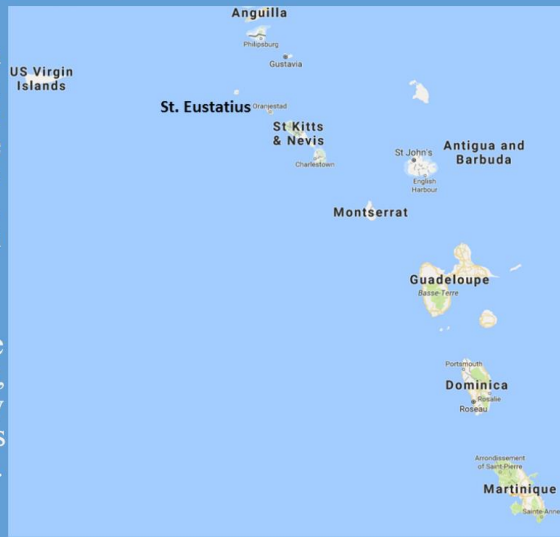 Anguilla
Philipsburg
Gustavia
US Virgin
Islands
St. Eustatius
Oranjestad
St Kitts
& Nevis
Charlestown
St John's
Antigua and
Barbuda
English
Harbour
Montserrat
Guadeloupe
Basse-Terre
Portsmouth
Dominica
Rosalie
Roseau
Arrondissement
of Saint-Pierre
Martinique
Sainte-Anne